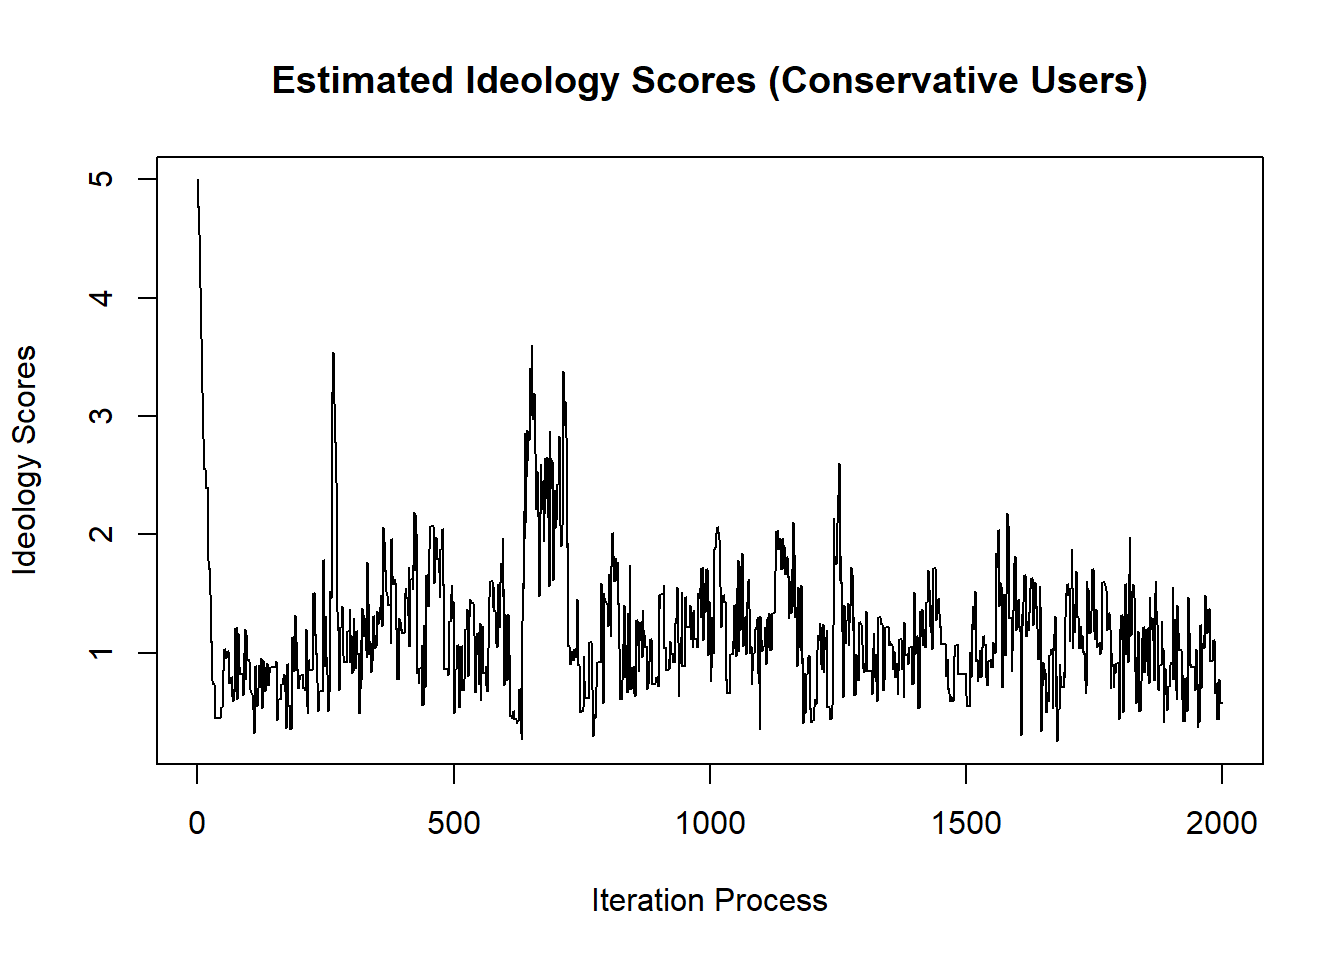 Estimated Ideology Scores (Conservative Users)
Ideology Scores
5
4
3
2
1
0 500 1000 1500 2000
Iteration Process